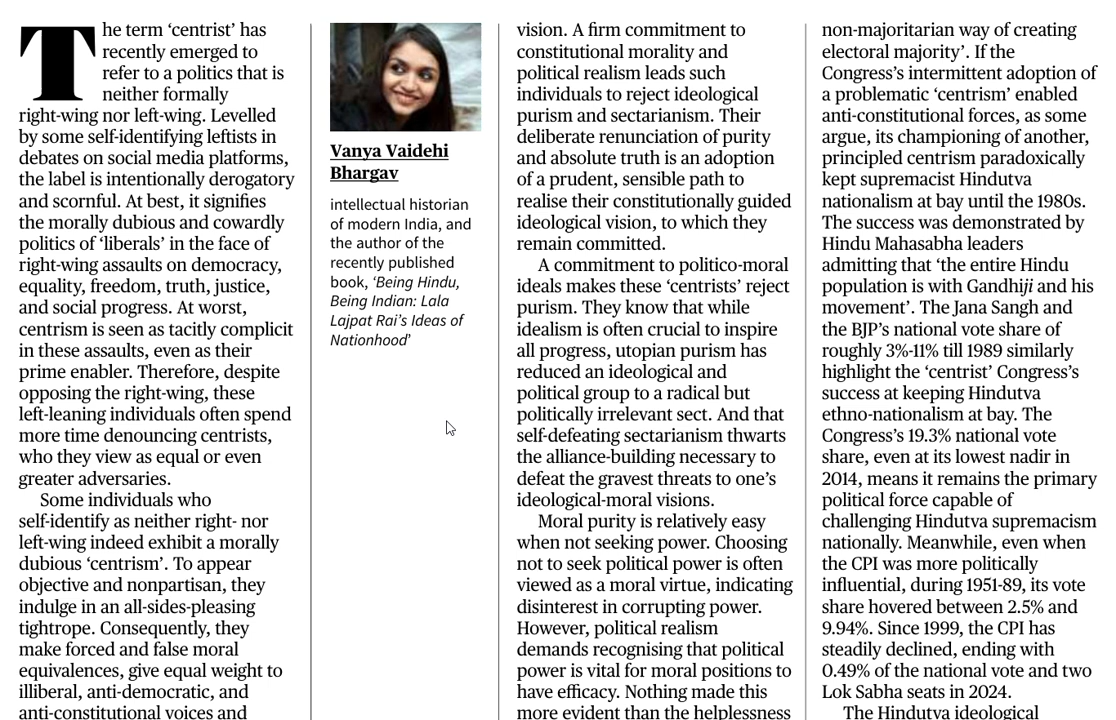 The term ‘centrist’ has
recently emerged to
refer to a politics that is
neither formally
right-wing nor left-wing. Levelled
by some self-identifying leftists in
debates on social media platforms,
the label is intentionally derogatory
and scornful. At best, it signifies
the morally dubious and cowardly
politics of ‘liberals’ in the face of
right-wing assaults on democracy,
equality, freedom, truth, justice,
and social progress. At worst,
centrism is seen as tacitly complicit
in these assaults, even as their
prime enabler. Therefore, despite
opposing the right-wing, these
left-leaning individuals often spend
more time denouncing centrists,
who they view as equal or even
greater adversaries.
Some individuals who
self-identify as neither right- nor
left-wing indeed exhibit a morally
dubious ‘centrism’. To appear
objective and nonpartisan, they
indulge in an all-sides-pleasing
tightrope. Consequently, they
make forced and false moral
equivalences, give equal weight to
illiberal, anti-democratic, and
anti-constitutional voices and
Vanya Vaidehi
Bhargav
intellectual historian
of modern India, and
the author of the
recently published
book, ‘Being Hindu,
Being Indian: Lala
Lajpat Rai’s Ideas of
Nationhood’
vision. A firm commitment to
constitutional morality and
political realism leads such
individuals to reject ideological
purism and sectarianism. Their
deliberate renunciation of purity
and absolute truth is an adoption
of a prudent, sensible path to
realise their constitutionally guided
ideological vision, to which they
remain committed.
A commitment to politico-moral
ideals makes these ‘centrists’ reject
purism. They know that while
idealism is often crucial to inspire
all progress, utopian purism has
reduced an ideological and
political group to a radical but
politically irrelevant sect. And that
self-defeating sectarianism thwarts
the alliance-building necessary to
defeat the gravest threats to one’s
ideological-moral visions.
Moral purity is relatively easy
when not seeking power. Choosing
not to seek political power is often
viewed as a moral virtue, indicating
disinterest in corrupting power.
However, political realism
demands recognising that political
power is vital for moral positions to
have efficacy. Nothing made this
more evident than the helplessness
non-majoritarian way of creating
electoral majority’. If the
Congress’s intermittent adoption of
a problematic ‘centrism’ enabled
anti-constitutional forces, as some
argue, its championing of another,
principled centrism paradoxically
kept supremacist Hindutva
nationalism at bay until the 1980s.
The success was demonstrated by
Hindu Mahasabha leaders
admitting that ‘the entire Hindu
population is with Gandhiji and his
movement’. The Jana Sangh and
the BJP’s national vote share of
roughly 3%-11% till 1989 similarly
highlight the ‘centrist’ Congress’s
success at keeping Hindutva
ethno-nationalism at bay. The
Congress’s 19.3% national vote
share, even at its lowest nadir in
2014, means it remains the primary
political force capable of
challenging Hindutva supremacism
nationally. Meanwhile, even when
the CPI was more politically
influential, during 1951-89, its vote
share hovered between 2.5% and
9.94%. Since 1999, the CPI has
steadily declined, ending with
0.49% of the national vote and two
Lok Sabha seats in 2024.
The Hindutva ideological